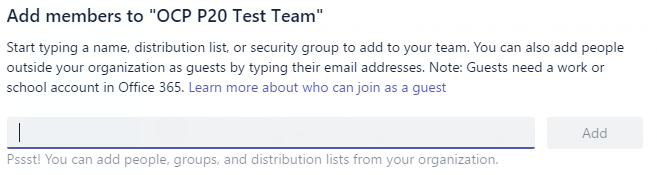 Add members to "OCP P20 Test Team"
Start typing a name, distribution list, or security group to add to your team. You can also add people
outside your organization as guests by typing their email addresses. Note: Guests need a work or
school account in Office 365. Learn more about who can join as a guest
Add
Pssst! You can add people, groups, and distribution lists from your organization.